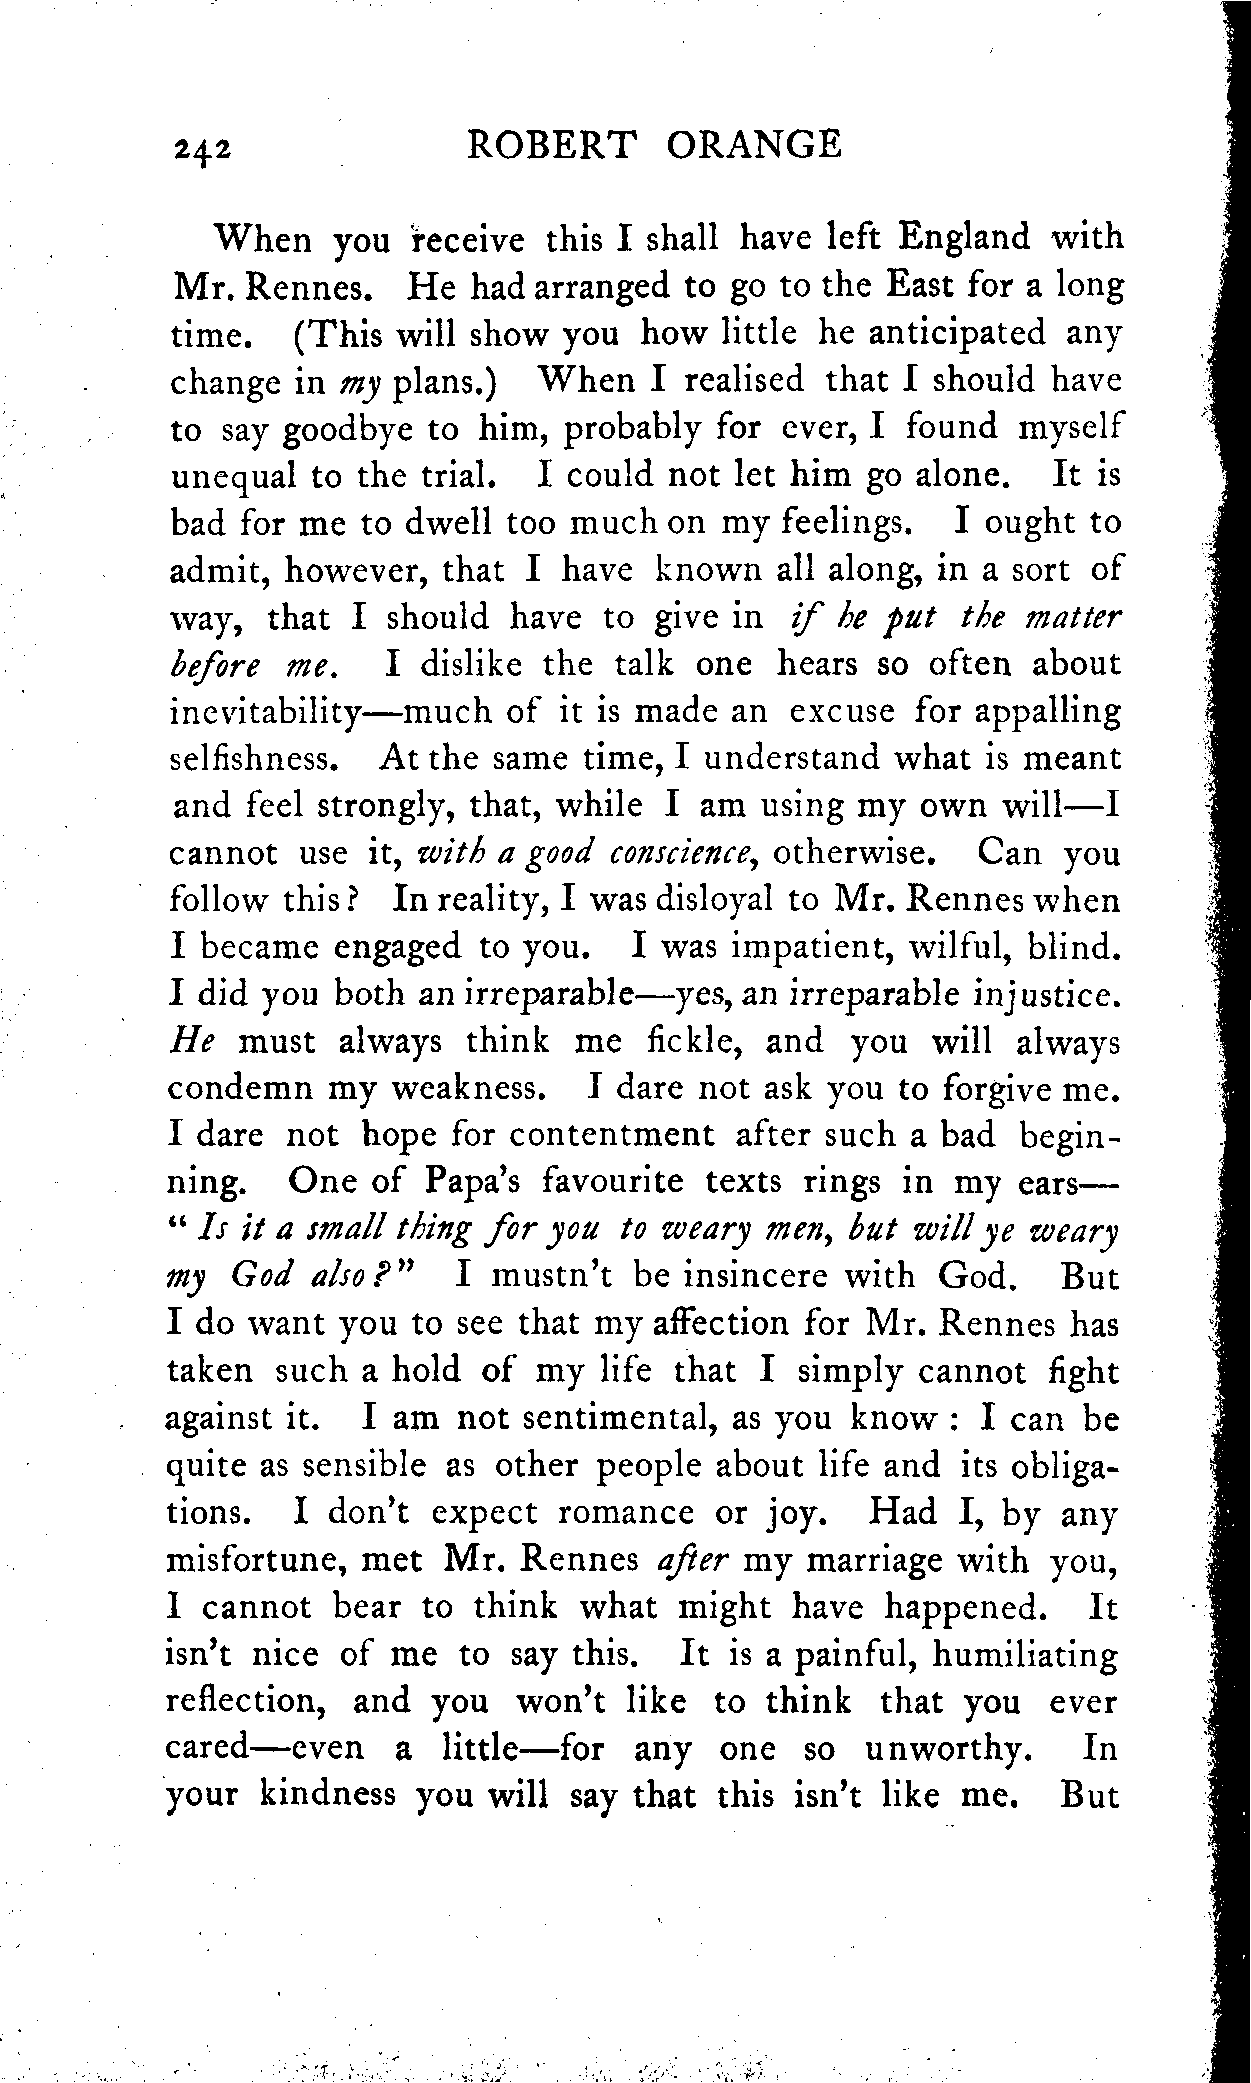 242 ROBERT ORANGE
When you receive this I shall have left England with
Mr. Rennes. He had arranged to go to the East for a long
time. (This will show you how little he anticipated any
change in my plans.) When I realised that I should have
to say goodbye to him, probably for ever, I found myself
unequal to the trial. I could not let him go alone. It is
bad for me to dwell too much on my feelings. I ought to
admit, however, that I have known all along, in a sort of
way, that I should have to give in if he put the matter
before me. I dislike the talk one hears so often about
inevitability—much of it is made an excuse for appalling
selfishness. At the same time, I understand what is meant
and feel strongly, that, while I am using my own will—I
cannot use it, with a good conscience, otherwise. Can you
follow this? In reality, I was disloyal to Mr. Rennes when
I became engaged to you. I was impatient, wilful, blind.
I did you both an irreparable—yes, an irreparable injustice.
He must always think me fickle, and you will always
condemn my weakness. I dare not ask you to forgive me.
I dare not hope for contentment after such a bad begin-
ning. One of Papa's favourite texts rings in my ears—
"Is it a small thing for you to weary men, but will ye weary
my God also?" I mustn't be insincere with God. But
I do want you to see that my affection for Mr. Rennes has
taken such a hold of my life that I simply cannot fight
against it. I am not sentimental, as you know : I can be
quite as sensible as other people about life and its obliga-
tions. I don't expect romance or joy. Had I, by any
misfortune, met Mr. Rennes after my marriage with you,
I cannot bear to think what might have happened. It
isn't nice of me to say this. It is a painful, humiliating
reflection, and you won't like to think that you ever
cared—even a little—for any one so unworthy. In
your kindness you will say that this isn't like me. But